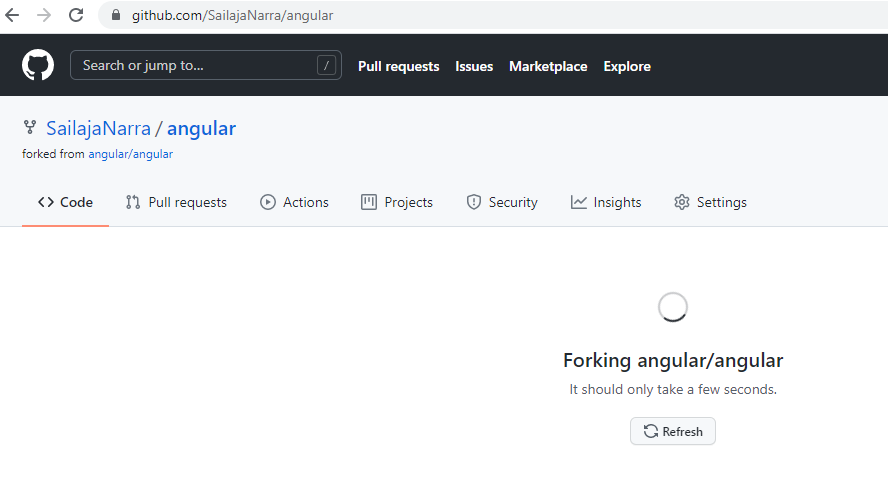 github.com/SailajaNarra/angular
Search or jump to... / Pull requests Issues Marketplace Explore
SailajaNarra / angular
forked from angular/angular
Code Pull requests Actions Projects Security Insights Settings
Forking angular/angular
It should only take a few seconds.
Refresh